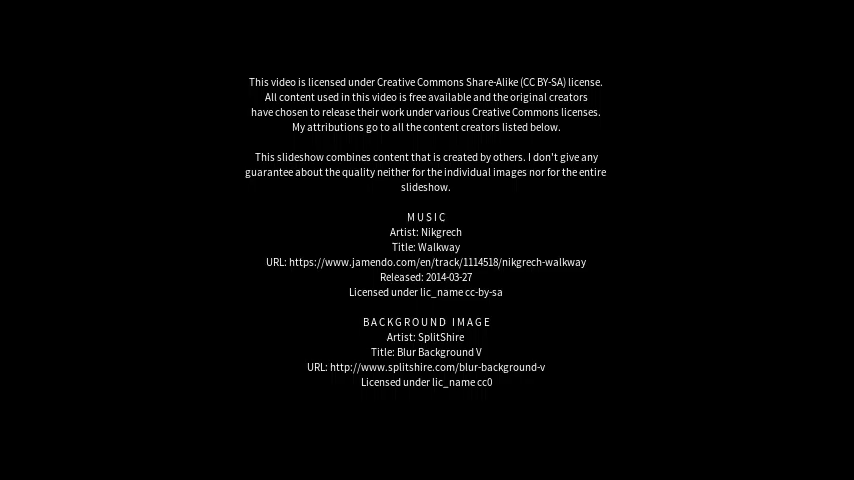 This video is licensed under Creative Commons Share-Alike (CC BY-SA) license.
All content used in this video is free available and the original creators
have chosen to release their work under various Creative Commons licenses.
My attributions go to all the content creators listed below.
This slideshow combines content that is created by others. I don't give any
guarantee about the quality neither for the individual images nor for the entire
slideshow.
MUSIC
Artist: Nikgrech
Title: Walkway
URL: https://www.jamendo.com/en/track/1114518/nikgrech-walkway
Released: 2014-03-27
Licensed under lic_name cc-by-sa
BACKGROUND IMAGE
Artist: SplitShire
Title: Blur Background V
URL: http://www.splitshire.com/blur-background-v
Licensed under lic_name cc0